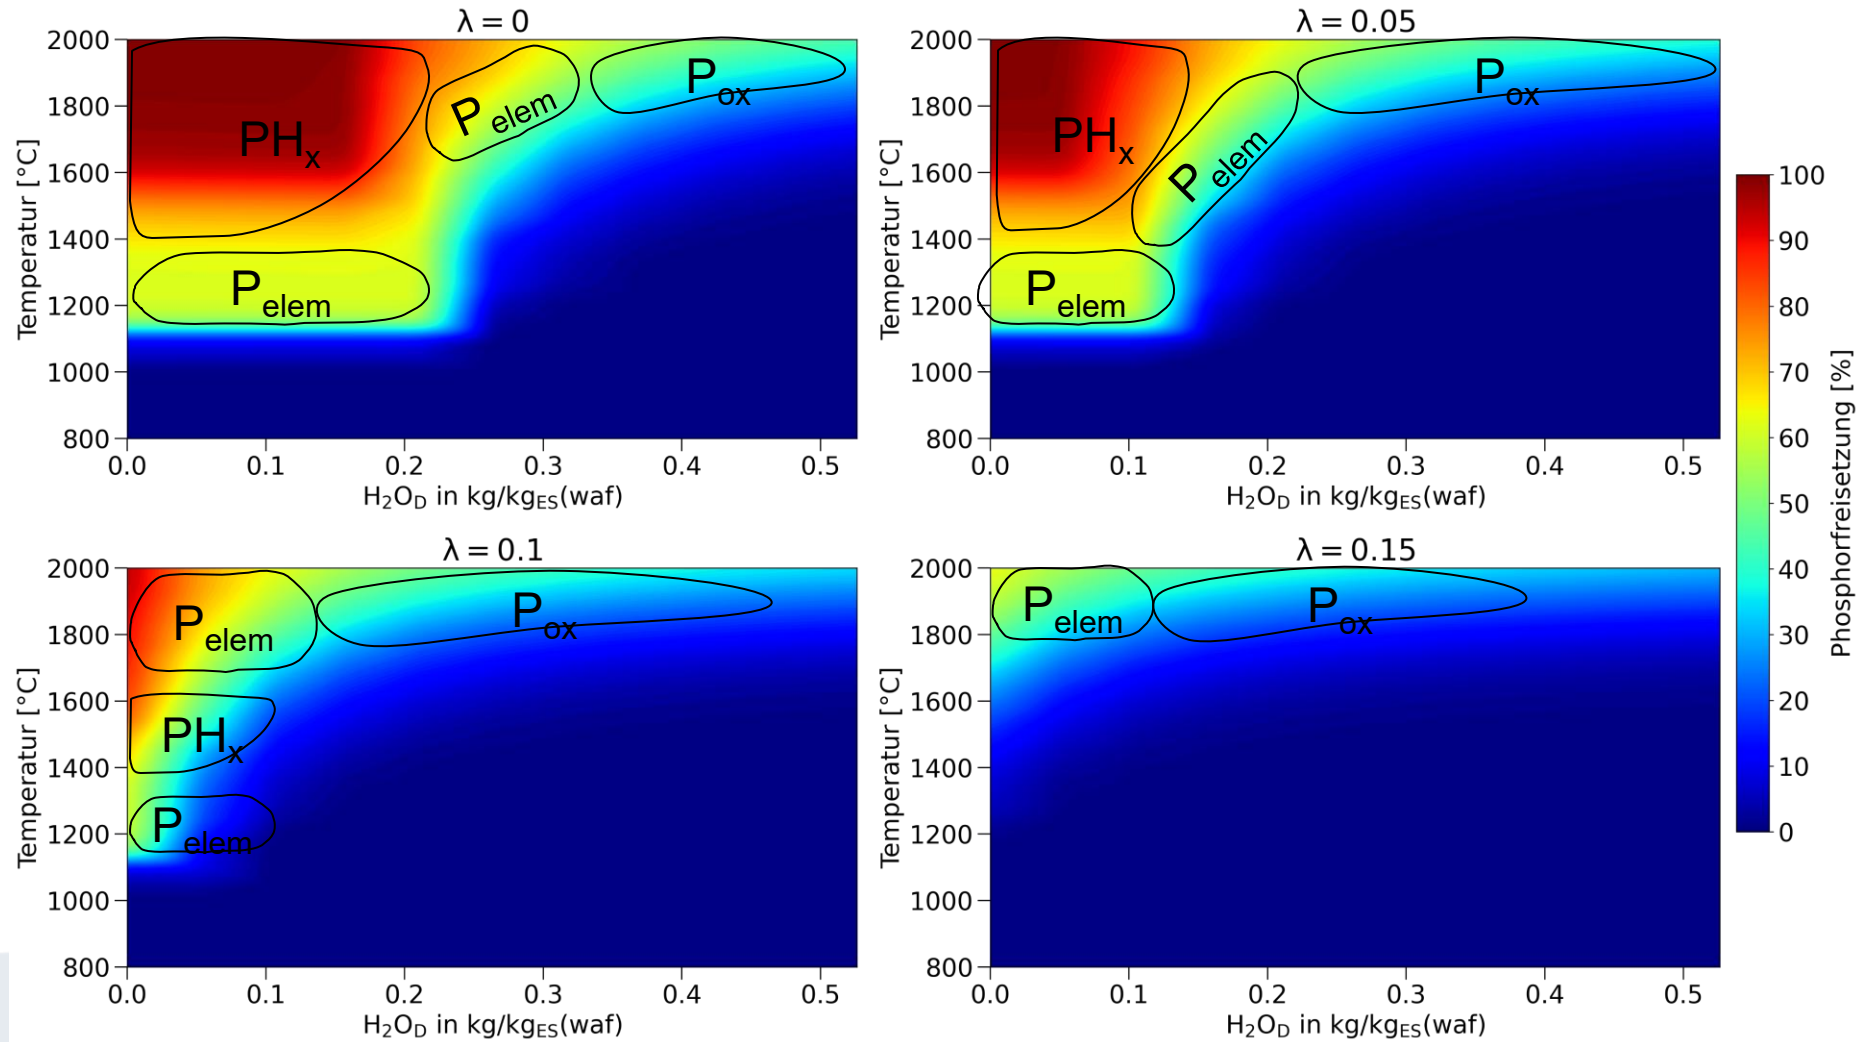 λ = 0
2000
1800
1600
1400
1200
1000
800
Temperatur [°C]
PHx
Pelem
Pox
Pelem
0.0 0.1 0.2 0.3 0.4 0.5
H2OD in kg/kgES(waf)
λ = 0.05
2000
1800
1600
1400
1200
1000
800
Temperatur [°C]
PHx
Pelem
Pox
Pelem
0.0 0.1 0.2 0.3 0.4 0.5
H2OD in kg/kgES(waf)
λ = 0.1
2000
1800
1600
1400
1200
1000
800
Temperatur [°C]
Pelem
Pox
PHx
Pelem
0.0 0.1 0.2 0.3 0.4 0.5
H2OD in kg/kgES(waf)
λ = 0.15
2000
1800
1600
1400
1200
1000
800
Temperatur [°C]
Pelem
Pox
0.0 0.1 0.2 0.3 0.4 0.5
H2OD in kg/kgES(waf)
100
90
80
70
60
50
40
30
20
10
0
Phosphorfreisetzung [%]